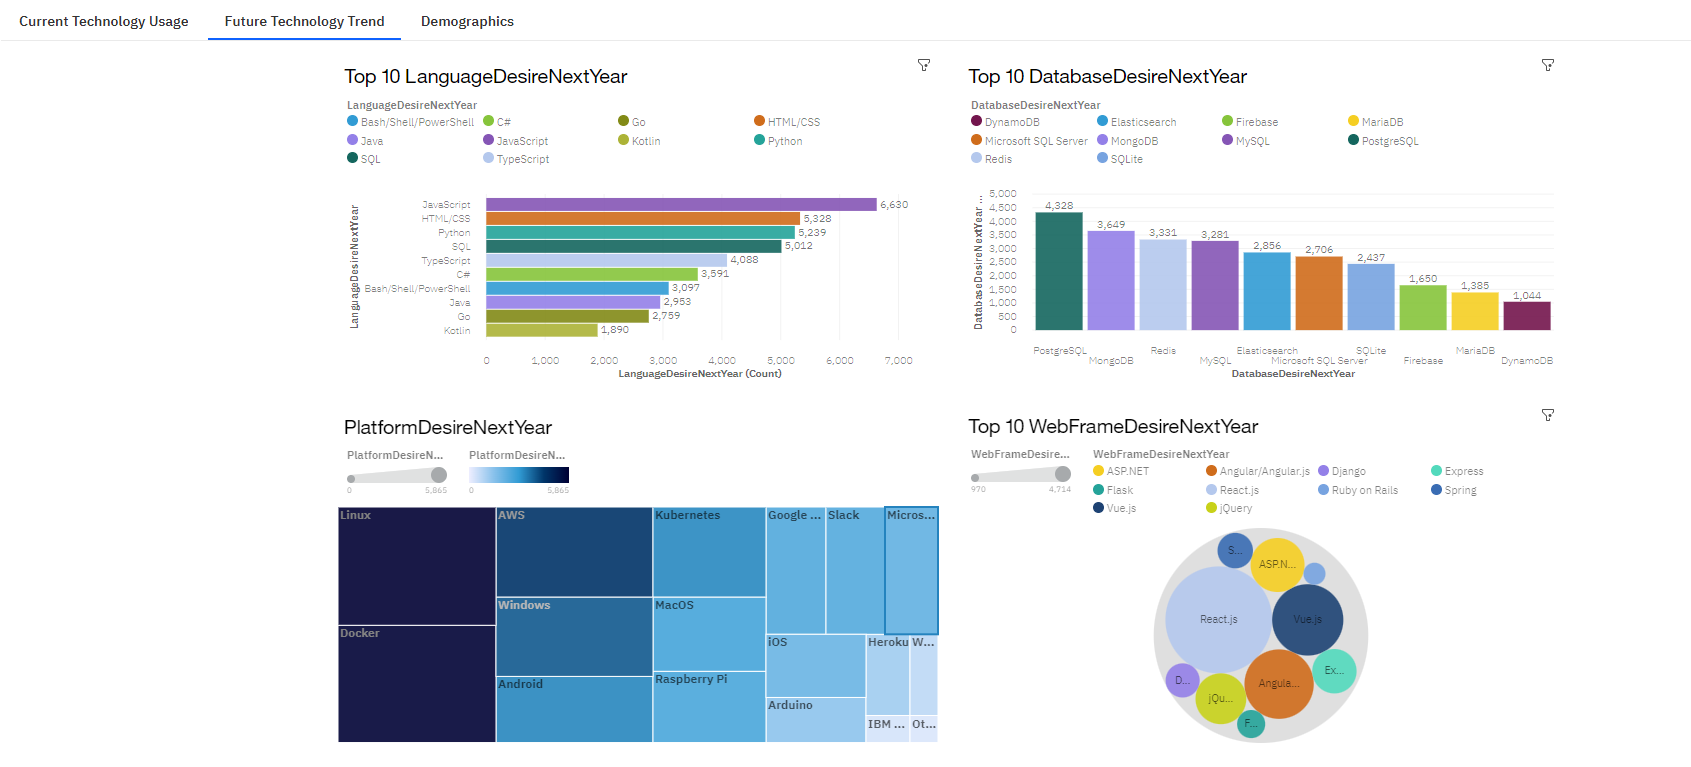 Current Technology Usage Future Technology Trend Demographics
Top 10 LanguageDesireNextYear
LanguageDesireNextYear
Bash/Shell/PowerShell C# Go HTML/CSS
Java JavaScript Kotlin Python
SQL TypeScript
LanguageDesireNextYear
JavaScript 6,630
HTML/CSS 5,328
Python 5,239
SQL 5,012
TypeScript 4,088
C# 3,591
Bash/Shell/PowerShell 3,097
Java 2,953
Go 2,759
Kotlin 1,890
0 1,000 2,000 3,000 4,000 5,000 6,000 7,000
LanguageDesireNextYear (Count)
Top 10 DatabaseDesireNextYear
DatabaseDesireNextYear
DynamoDB Elasticsearch Firebase MariaDB
Microsoft SQL Server MongoDB MySQL PostgreSQL
Redis SQLite
DatabaseDesireNextYear ...
5,000
4,500
4,000
3,500
3,000
2,500
2,000
1,500
1,000
500
0
4,328 3,649 3,331 3,281 2,856 2,706 2,437 1,650 1,385 1,044
PostgreSQL MongoDB Redis MySQL Elasticsearch Microsoft SQL Server SQLite Firebase MariaDB DynamoDB
DatabaseDesireNextYear
PlatformDesireNextYear
PlatformDesireN... PlatformDesireN...
0 5,865 0 5,865
Linux AWS Kubernetes Google ... Slack Micros...
Windows MacOS
Docker iOS Heroku W...
Android Raspberry Pi
Arduino
IBM ... Ot...
Top 10 WebFrameDesireNextYear
WebFrameDesire... WebFrameDesireNextYear
970 4,714
ASP.NET Angular/Angular.js Django Express
Flask React.js Ruby on Rails Spring
Vue.js jQuery
S... ASP.N...
React.js Vue.js
D... Angula... Ex...
jQu...
F...